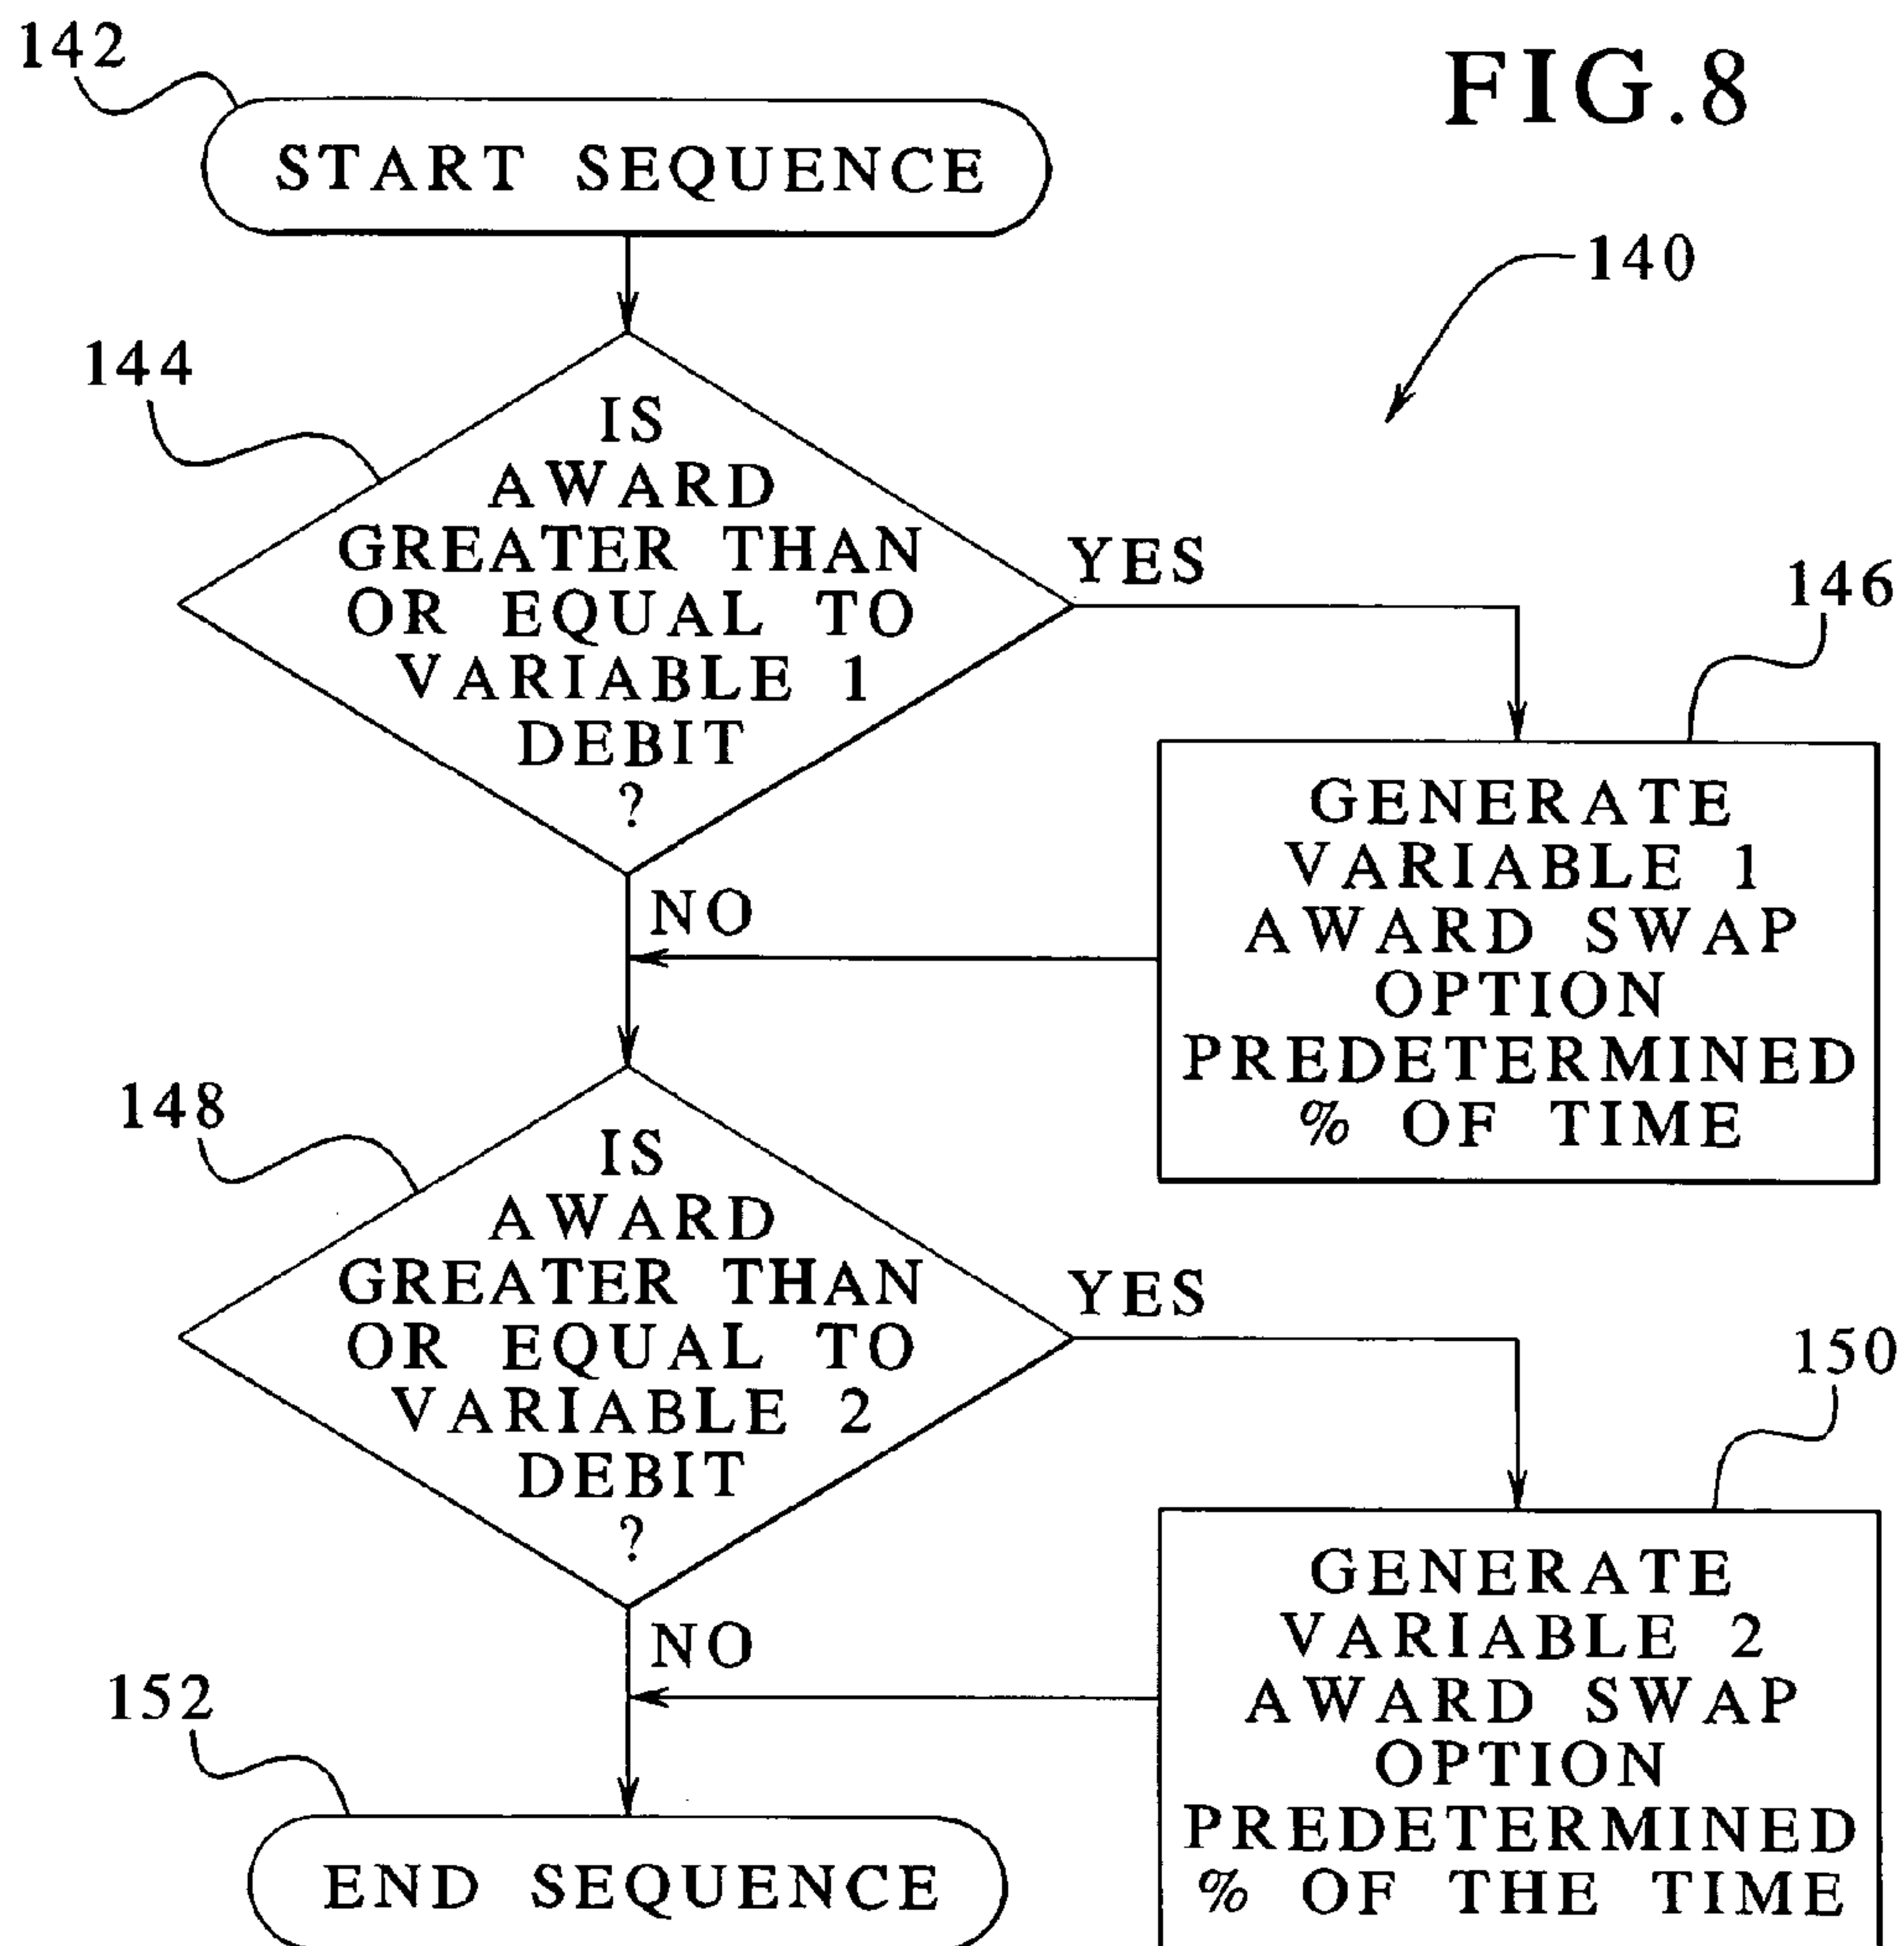 FIG.8
142
START SEQUENCE
140
144
IS
AWARD
GREATER THAN
OR EQUAL TO
VARIABLE 1
DEBIT
?
YES
146
GENERATE
VARIABLE 1
AWARD SWAP
OPTION
PREDETERMINED
% OF TIME
NO
148
IS
AWARD
GREATER THAN
OR EQUAL TO
VARIABLE 2
DEBIT
?
YES
150
GENERATE
VARIABLE 2
AWARD SWAP
OPTION
PREDETERMINED
% OF THE TIME
NO
152
END SEQUENCE